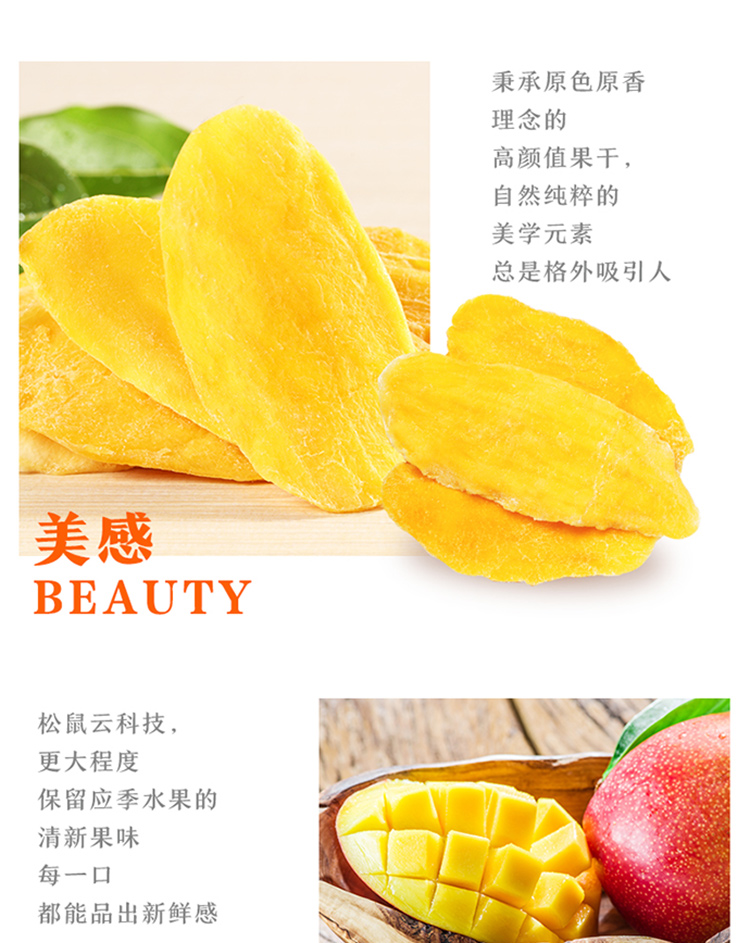 秉承原色原香
理念的
高颜值果干，
自然纯粹的
美学元素
总是格外吸引人
美感
BEAUTY
松鼠云科技，
更大程度
保留应季水果的
清新果味
每一口
都能品出新鲜感